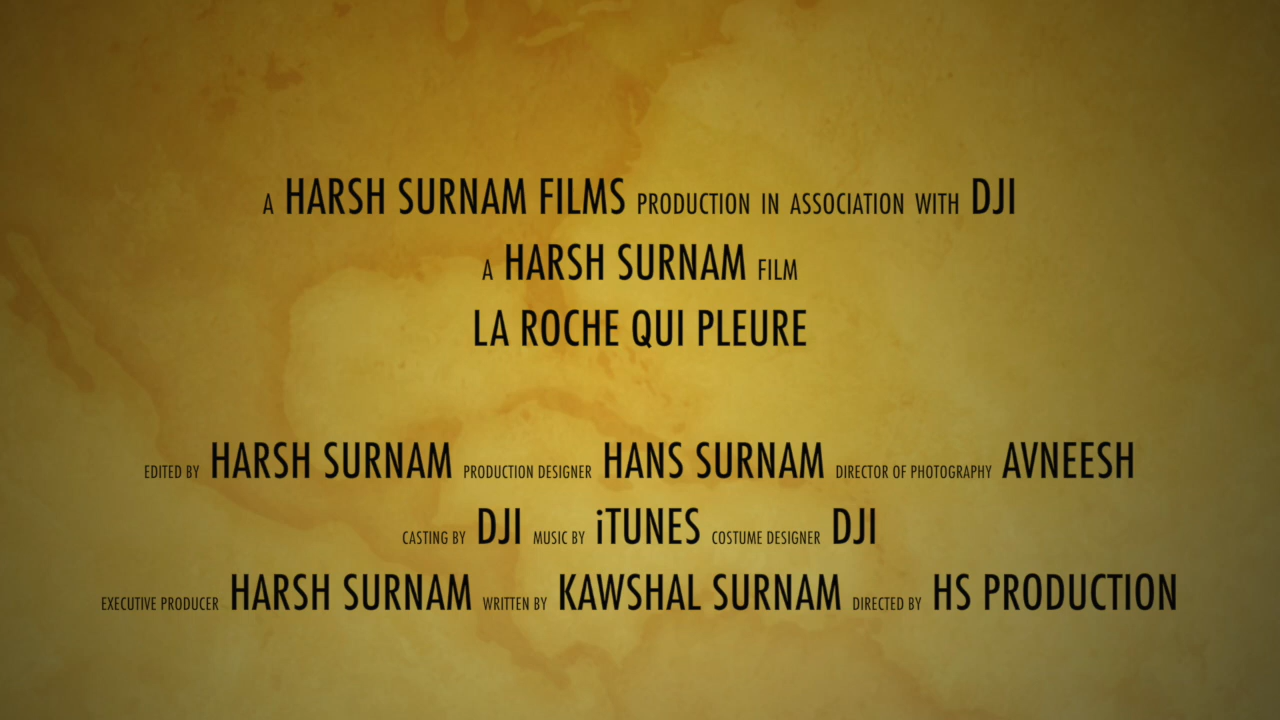 A HARSH SURNAM FILMS PRODUCTION IN ASSOCIATION WITH DJI
A HARSH SURNAM FILM
LA ROCHE QUI PLEURE
EDITED BY HARSH SURNAM PRODUCTION DESIGNER HANS SURNAM DIRECTOR OF PHOTOGRAPHY AVNEESH
CASTING BY DJI MUSIC BY iTUNES COSTUME DESIGNER DJI
EXECUTIVE PRODUCER HARSH SURNAM WRITTEN BY KAWSHAL SURNAM DIRECTED BY HS PRODUCTION